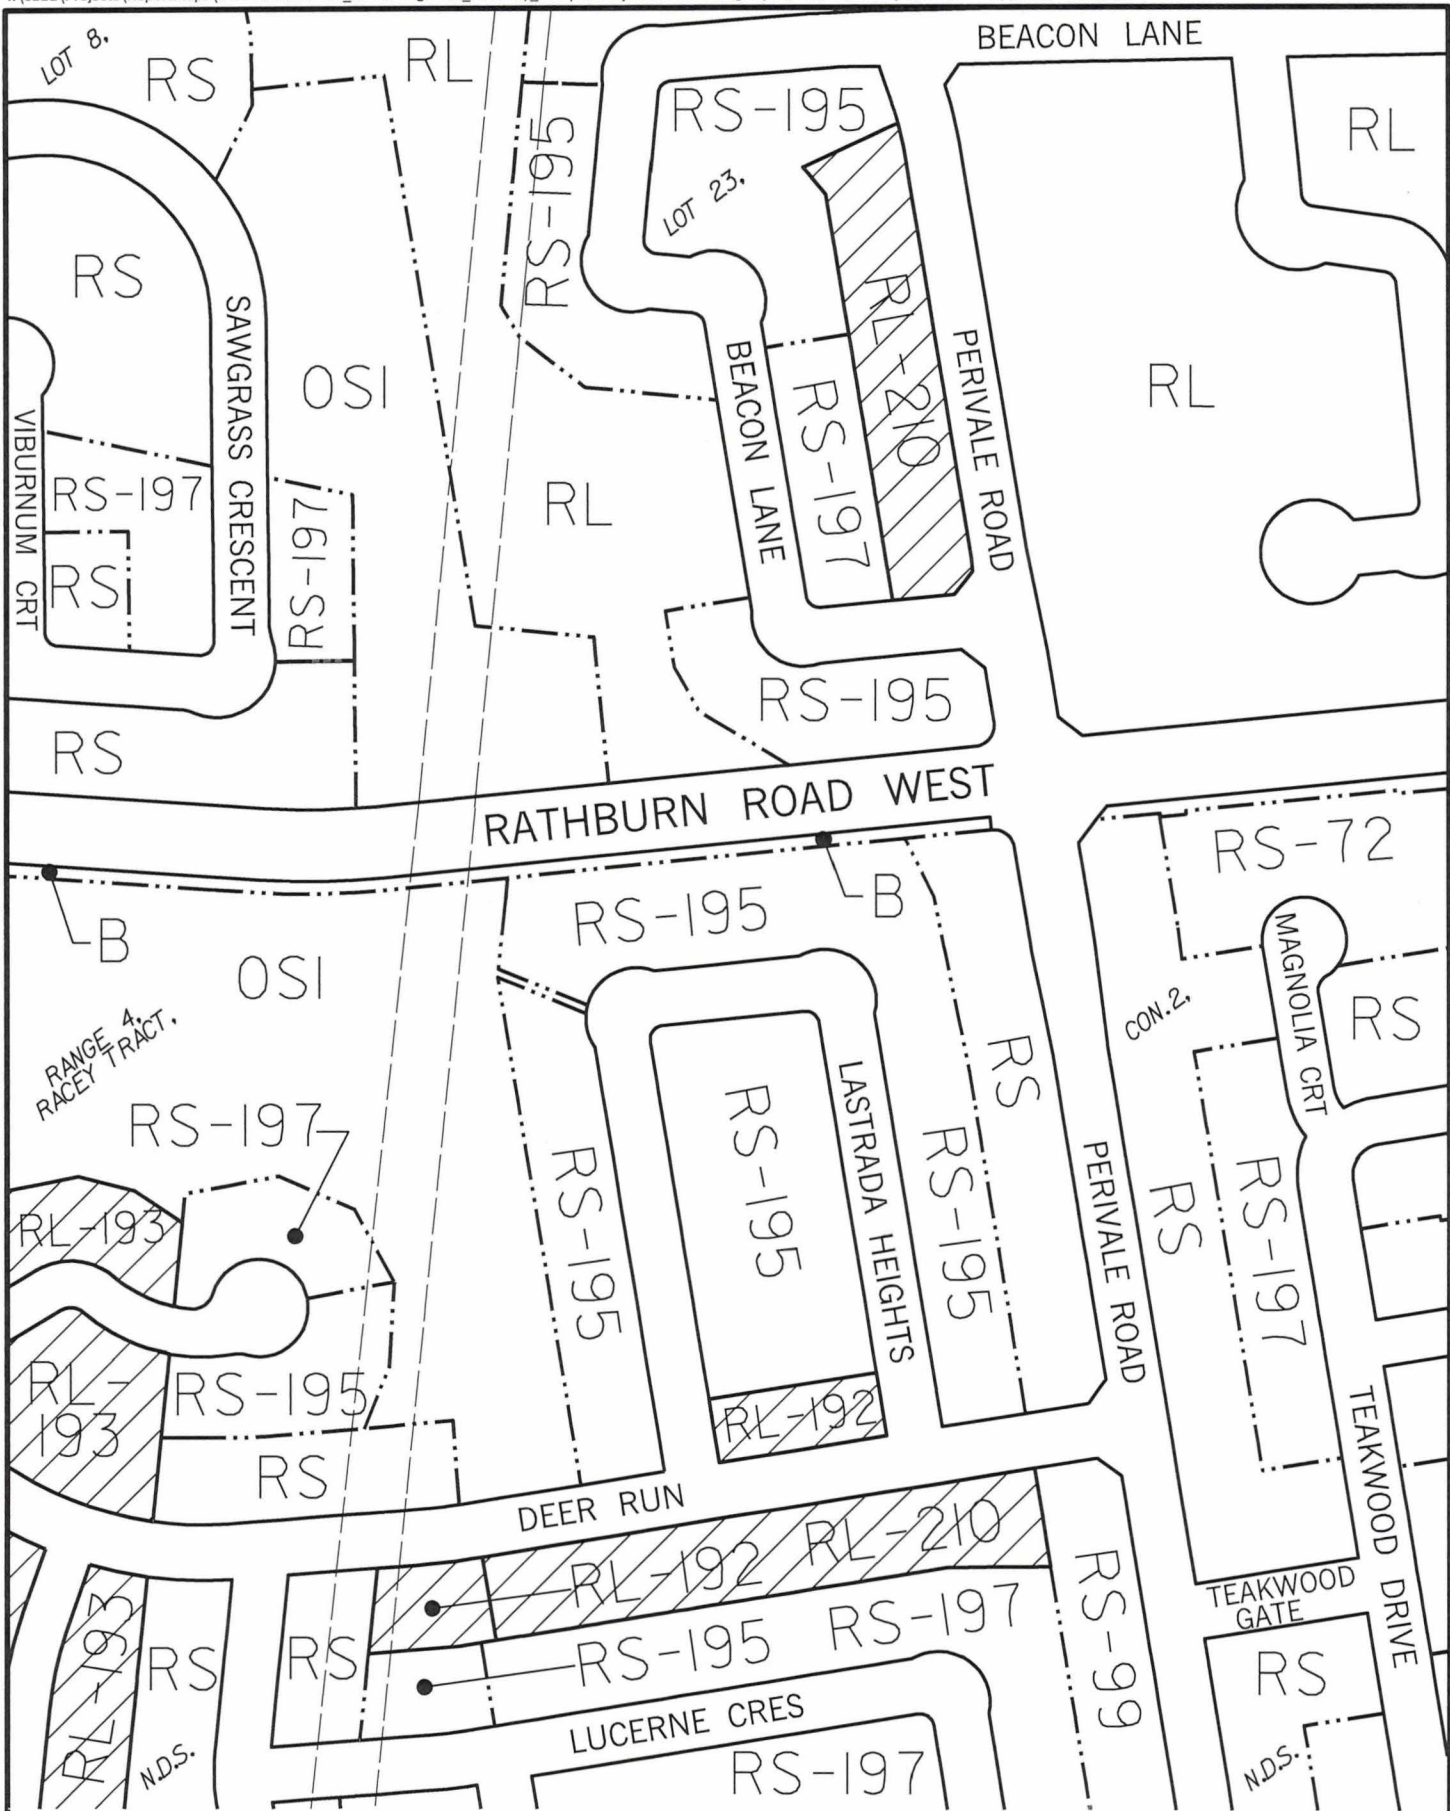 BEACON LANE
LOT 8,
RS
RL
RS-195
RS-195
RL
LOT 23,
RS
SAWGRASS CRESCENT
OS1
RL-210
BEACON LANE
RS-197
PERIVALE ROAD
RL
VIBURNUM CRT
RS-197
RS-197
RL
RS
RS-195
RS
RATHBURN ROAD WEST
RS-72
B
RS-195
B
OS1
MAGNOLIA CRT
CON.2,
RS
RANGE 4,
RACEY TRACT,
RS
RS-197
RS-195
LASTRADA HEIGHTS
RS-195
RS-195
PERIVALE ROAD
RS
RS-197
RL-193
RL-
193
RS-195
RL-192
RS
TEAKWOOD DRIVE
DEER RUN
RL-210
RL-192
RS-99
TEAKWOOD
GATE
RL-193
RS
RS
RS-195
RS-197
RS
LUCERNE CRES
N.D.S.
RS-197
N.D.S.